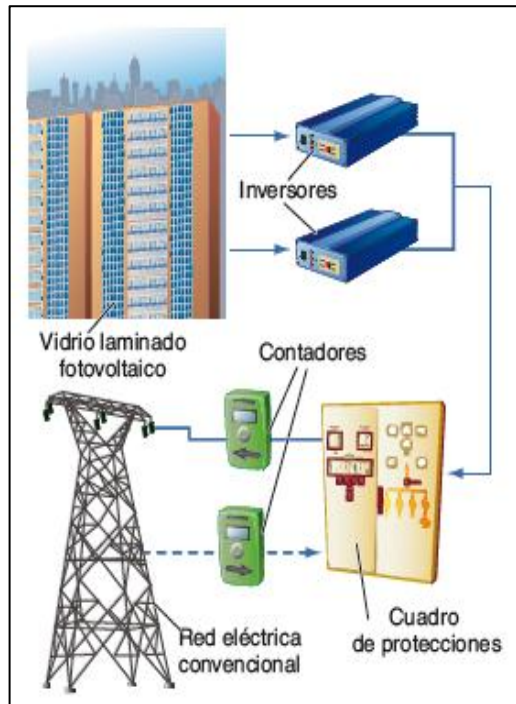 Inversores
Vidrio laminado
fotovoltaico
Contadores
Red eléctrica
convencional
Cuadro
de protecciones